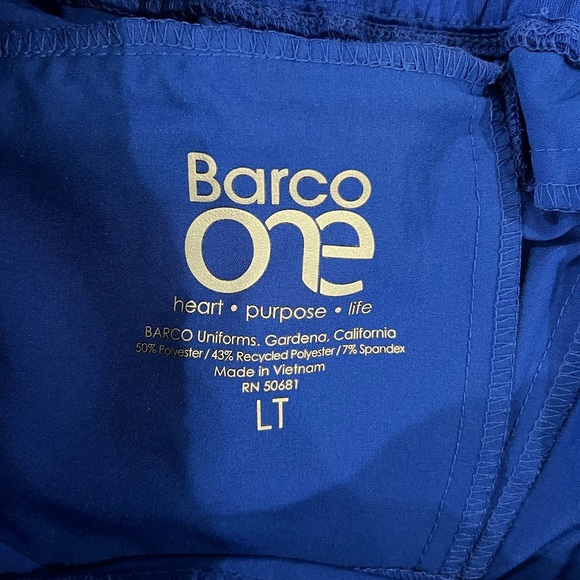 Barco
One
heart • purpose • life
BARCO Uniforms, Gardena, California
50% Polyester / 43% Recycled Polyester / 7% Spandex
Made in Vietnam
RN 50681
LT